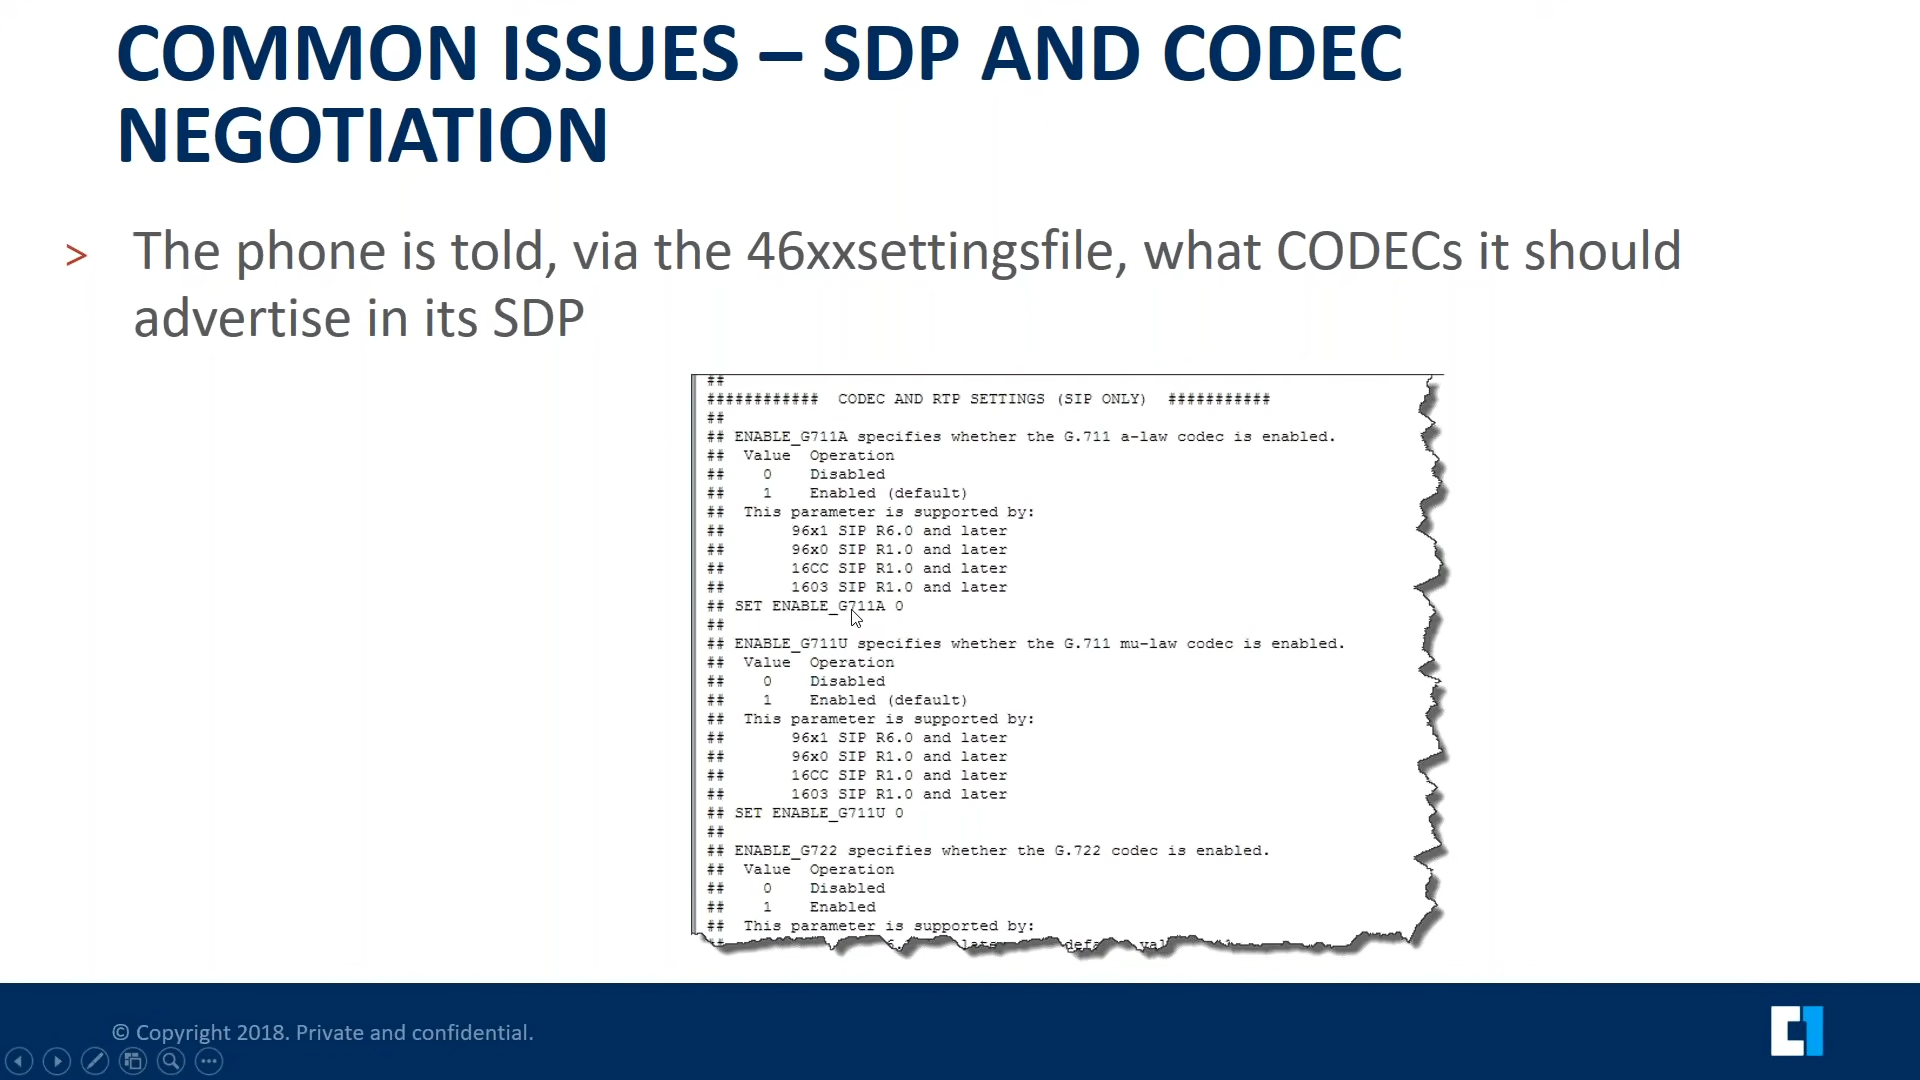 COMMON ISSUES – SDP AND CODEC
NEGOTIATION
> The phone is told, via the 46xxsettingsfile, what CODECs it should
advertise in its SDP
##
############ CODEC AND RTP SETTINGS (SIP ONLY) ###########
##
## ENABLE_G711A specifies whether the G.711 a-law codec is enabled.
## Value Operation
## 0 Disabled
## 1 Enabled (default)
## This parameter is supported by:
## 96x1 SIP R6.0 and later
## 96x0 SIP R1.0 and later
## 16CC SIP R1.0 and later
## 1603 SIP R1.0 and later
## SET ENABLE_G711A 0
##
## ENABLE_G711U specifies whether the G.711 mu-law codec is enabled.
## Value Operation
## 0 Disabled
## 1 Enabled (default)
## This parameter is supported by:
## 96x1 SIP R6.0 and later
## 96x0 SIP R1.0 and later
## 16CC SIP R1.0 and later
## 1603 SIP R1.0 and later
## SET ENABLE_G711U 0
##
## ENABLE_G722 specifies whether the G.722 codec is enabled.
## Value Operation
## 0 Disabled
## 1 Enabled
## This parameter is supported by:
© Copyright 2018. Private and confidential.